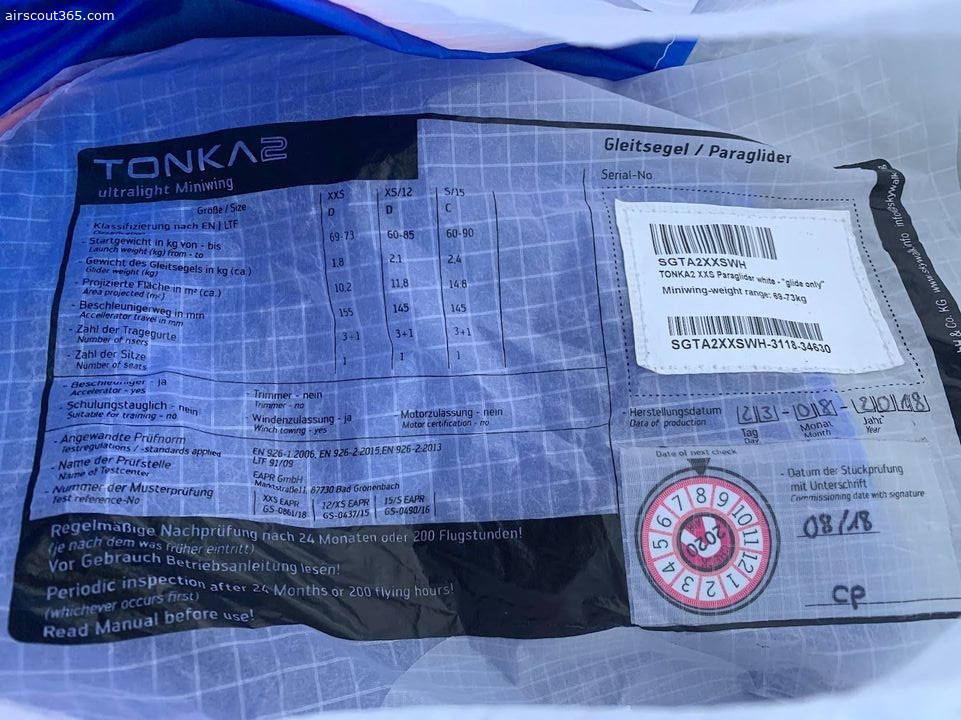 airscout365.com
TONKA2
ultralight Miniwing
Gleitsegel / Paraglider
Serial-No.
XXS XS/12 S/15
Größe / Size
- Klassifizierung nach EN | LTF D D C
- Startgewicht in kg von - bis 69-73 60-85 60-90
Launch weight (kg) from - to
- Gewicht des Gleitsegels in kg (ca.) 1,8 2,1 2,4
Glider weight (kg)
- Projizierte Fläche in m² (ca.) 10,2 11,8 14,8
Area projected (m²)
- Beschleunigerweg in mm 155 145 145
Accellerator travel in mm
- Zahl der Tragegurte 3+1 3+1 3+1
Number of risers
- Zahl der Sitze 1 1 1
Number of seats
- Beschleuniger - ja
Accelerator - yes
- Trimmer - nein
Trimmer - no
- Schulungstauglich - nein
Suitable for training - no
- Windenzulassung - ja
Winch towing - yes
- Motorzulassung - nein
Motor certification - no
- Angewandte Prüfnorm
Testregulations / -standards applied
EN 926-1:2006, EN 926-2:2015, EN 926-2:2013
LTF 91/09
- Name der Prüfstelle
Name of Testcenter
EAPR GmbH
Marktstraße11, 87730 Bad Grönenbach
- Nummer der Musterprüfung
Test reference-No
XXS EAPR 12/XS EAPR 15/S EAPR
GS-0861/18 GS-0437/15 GS-0490/16
Regelmäßige Nachprüfung nach 24 Monaten oder 200 Flugstunden!
(je nach dem was früher eintritt)
Vor Gebrauch Betriebsanleitung lesen!
Periodic inspection after 24 Months or 200 flying hours!
(whichever occurs first)
Read Manual before use!
SGTA2XXSWH
TONKA2 XXS Paraglider white - "glide only"
Miniwing-weight range: 69-73kg
SGTA2XXSWH-3118-34630
- Herstellungsdatum 23-08-2018
Data of production
Tag Monat Jahr
Day Month Year
Date of next check
1 2 3 4 5 6 7 8 9 10 11 12
2020
- Datum der Stückprüfung
mit Unterschrift
Commissioning date with signature
08/18
CP
& Co. KG www.skywalk.info info@skywalk